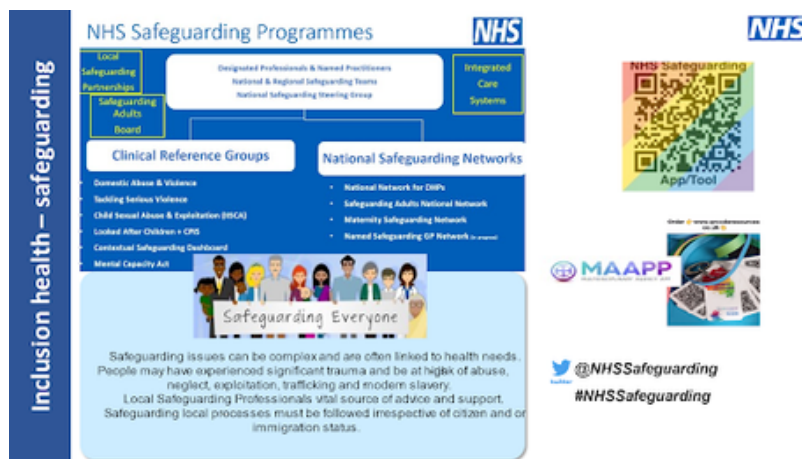 Inclusion health – safeguarding
NHS Safeguarding Programmes
NHS
Local
Safeguarding
Partnerships
Safeguarding
Adults
Board
Designated Professionals & Named Practitioners
National & Regional Safeguarding Teams
National Safeguarding Steering Group
Integrated
Care
Systems
Clinical Reference Groups
• Domestic Abuse & Violence
• Tackling Serious Violence
• Child Sexual Abuse & Exploitation
• Looked After Children + CPIS
• Contextual Safeguarding Dashboard
• Mental Capacity Act
National Safeguarding Networks
• National Network for DHPs
• Safeguarding Adults National Network
• Maternity Safeguarding Network
• Named Safeguarding GP Network
Safeguarding Everyone
Safeguarding issues can be complex and are often linked to health needs.
People may have experienced significant trauma and be at high risk of abuse,
neglect, exploitation, trafficking and modern slavery.
Local Safeguarding Professionals vital source of advice and support.
Safeguarding local processes must be followed irrespective of citizen and or
immigration status.
NHS
NHS Safeguarding
App/Tool
Order
co.uk
MAAPP
twitter
@NHSSafeguarding
#NHSSafeguarding